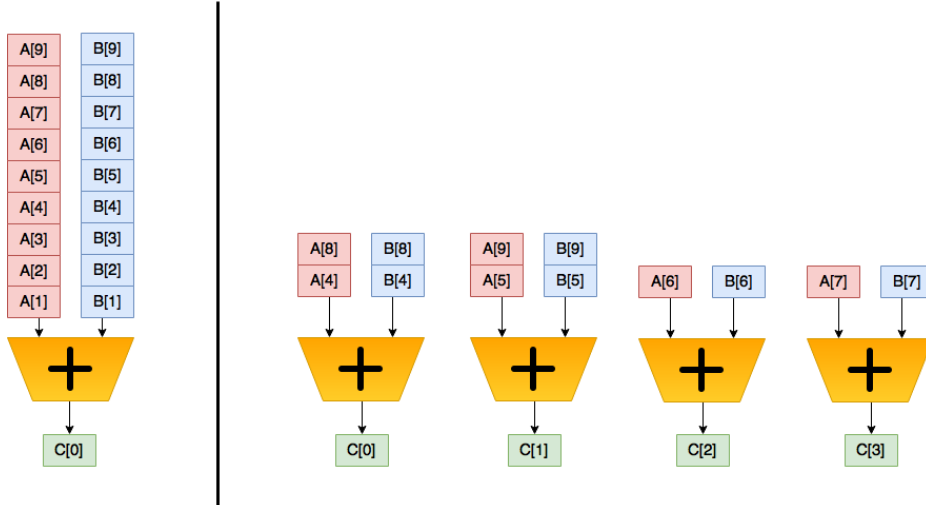 A[9] B[9]
A[8] B[8]
A[7] B[7]
A[6] B[6]
A[5] B[5]
A[4] B[4]
A[3] B[3]
A[2] B[2]
A[1] B[1]
+
C[0]
A[8] B[8] A[9] B[9]
A[4] B[4] A[5] B[5] A[6] B[6] A[7] B[7]
+ + + +
C[0] C[1] C[2] C[3]